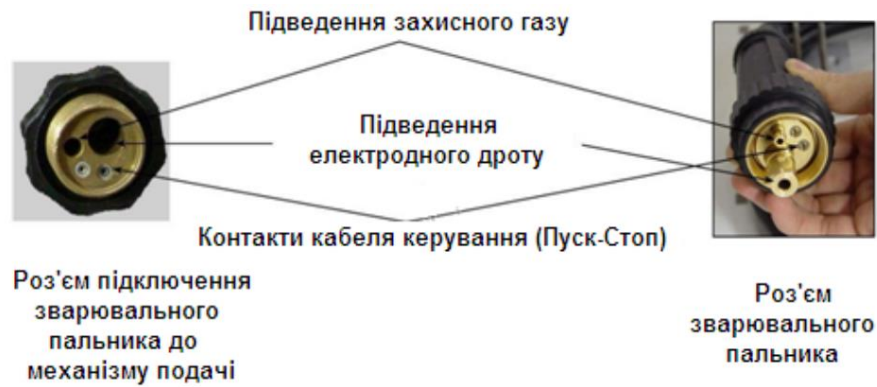 Підведення захисного газу
Підведення
електродного дроту
Контакти кабеля керування (Пуск-Стоп)
Роз'єм підключення
зварювального
пальника до
механізму подачі
Роз'єм
зварювального
пальника